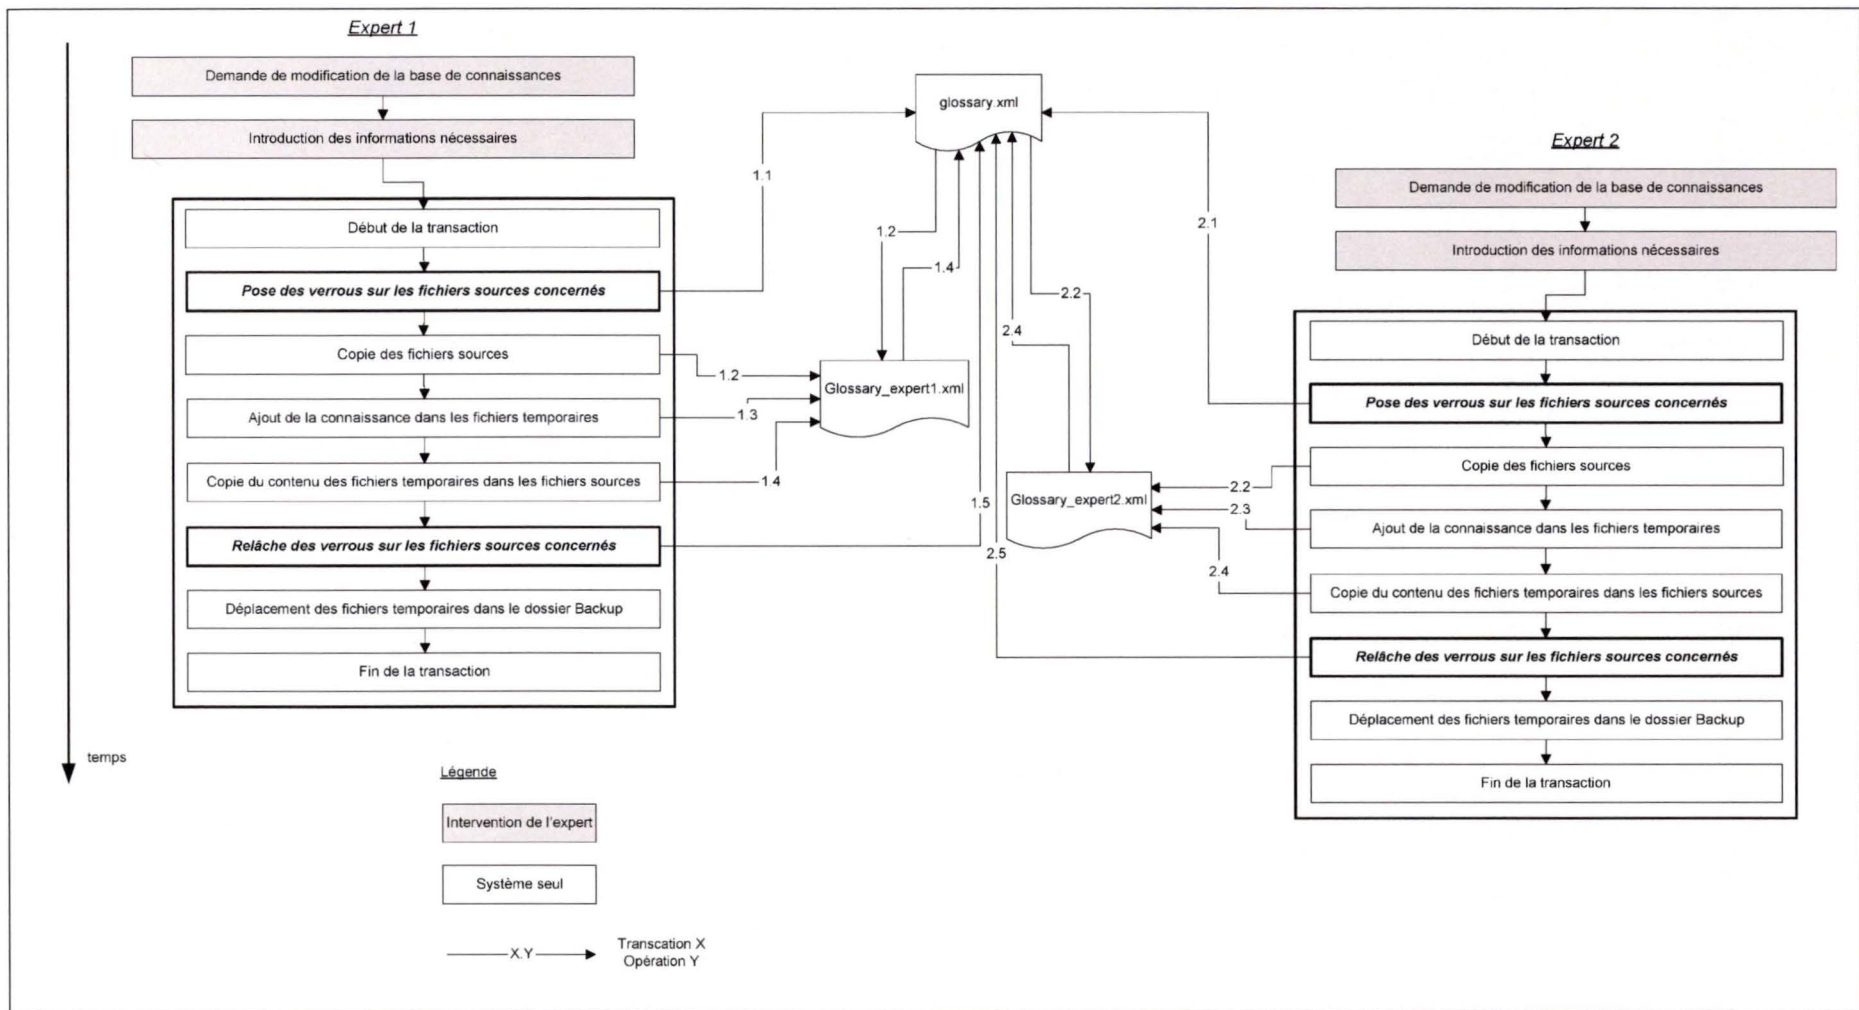 Expert 1
Demande de modification de la base de connaissances
Introduction des informations nécessaires
Début de la transaction
Pose des verrous sur les fichiers sources concernés
Copie des fichiers sources
Ajout de la connaissance dans les fichiers temporaires
Copie du contenu des fichiers temporaires dans les fichiers sources
Relâche des verrous sur les fichiers sources concernés
Déplacement des fichiers temporaires dans le dossier Backup
Fin de la transaction
temps
glossary.xml
1.1
1.2
1.4
1.2
1.3
1.4
1.5
Glossary_expert1.xml
2.1
2.2
2.4
2.2
2.3
2.4
2.5
Glossary_expert2.xml
Expert 2
Demande de modification de la base de connaissances
Introduction des informations nécessaires
Début de la transaction
Pose des verrous sur les fichiers sources concernés
Copie des fichiers sources
Ajout de la connaissance dans les fichiers temporaires
Copie du contenu des fichiers temporaires dans les fichiers sources
Relâche des verrous sur les fichiers sources concernés
Déplacement des fichiers temporaires dans le dossier Backup
Fin de la transaction
Légende
Intervention de l'expert
Système seul
X.Y
Transcation X
Opération Y